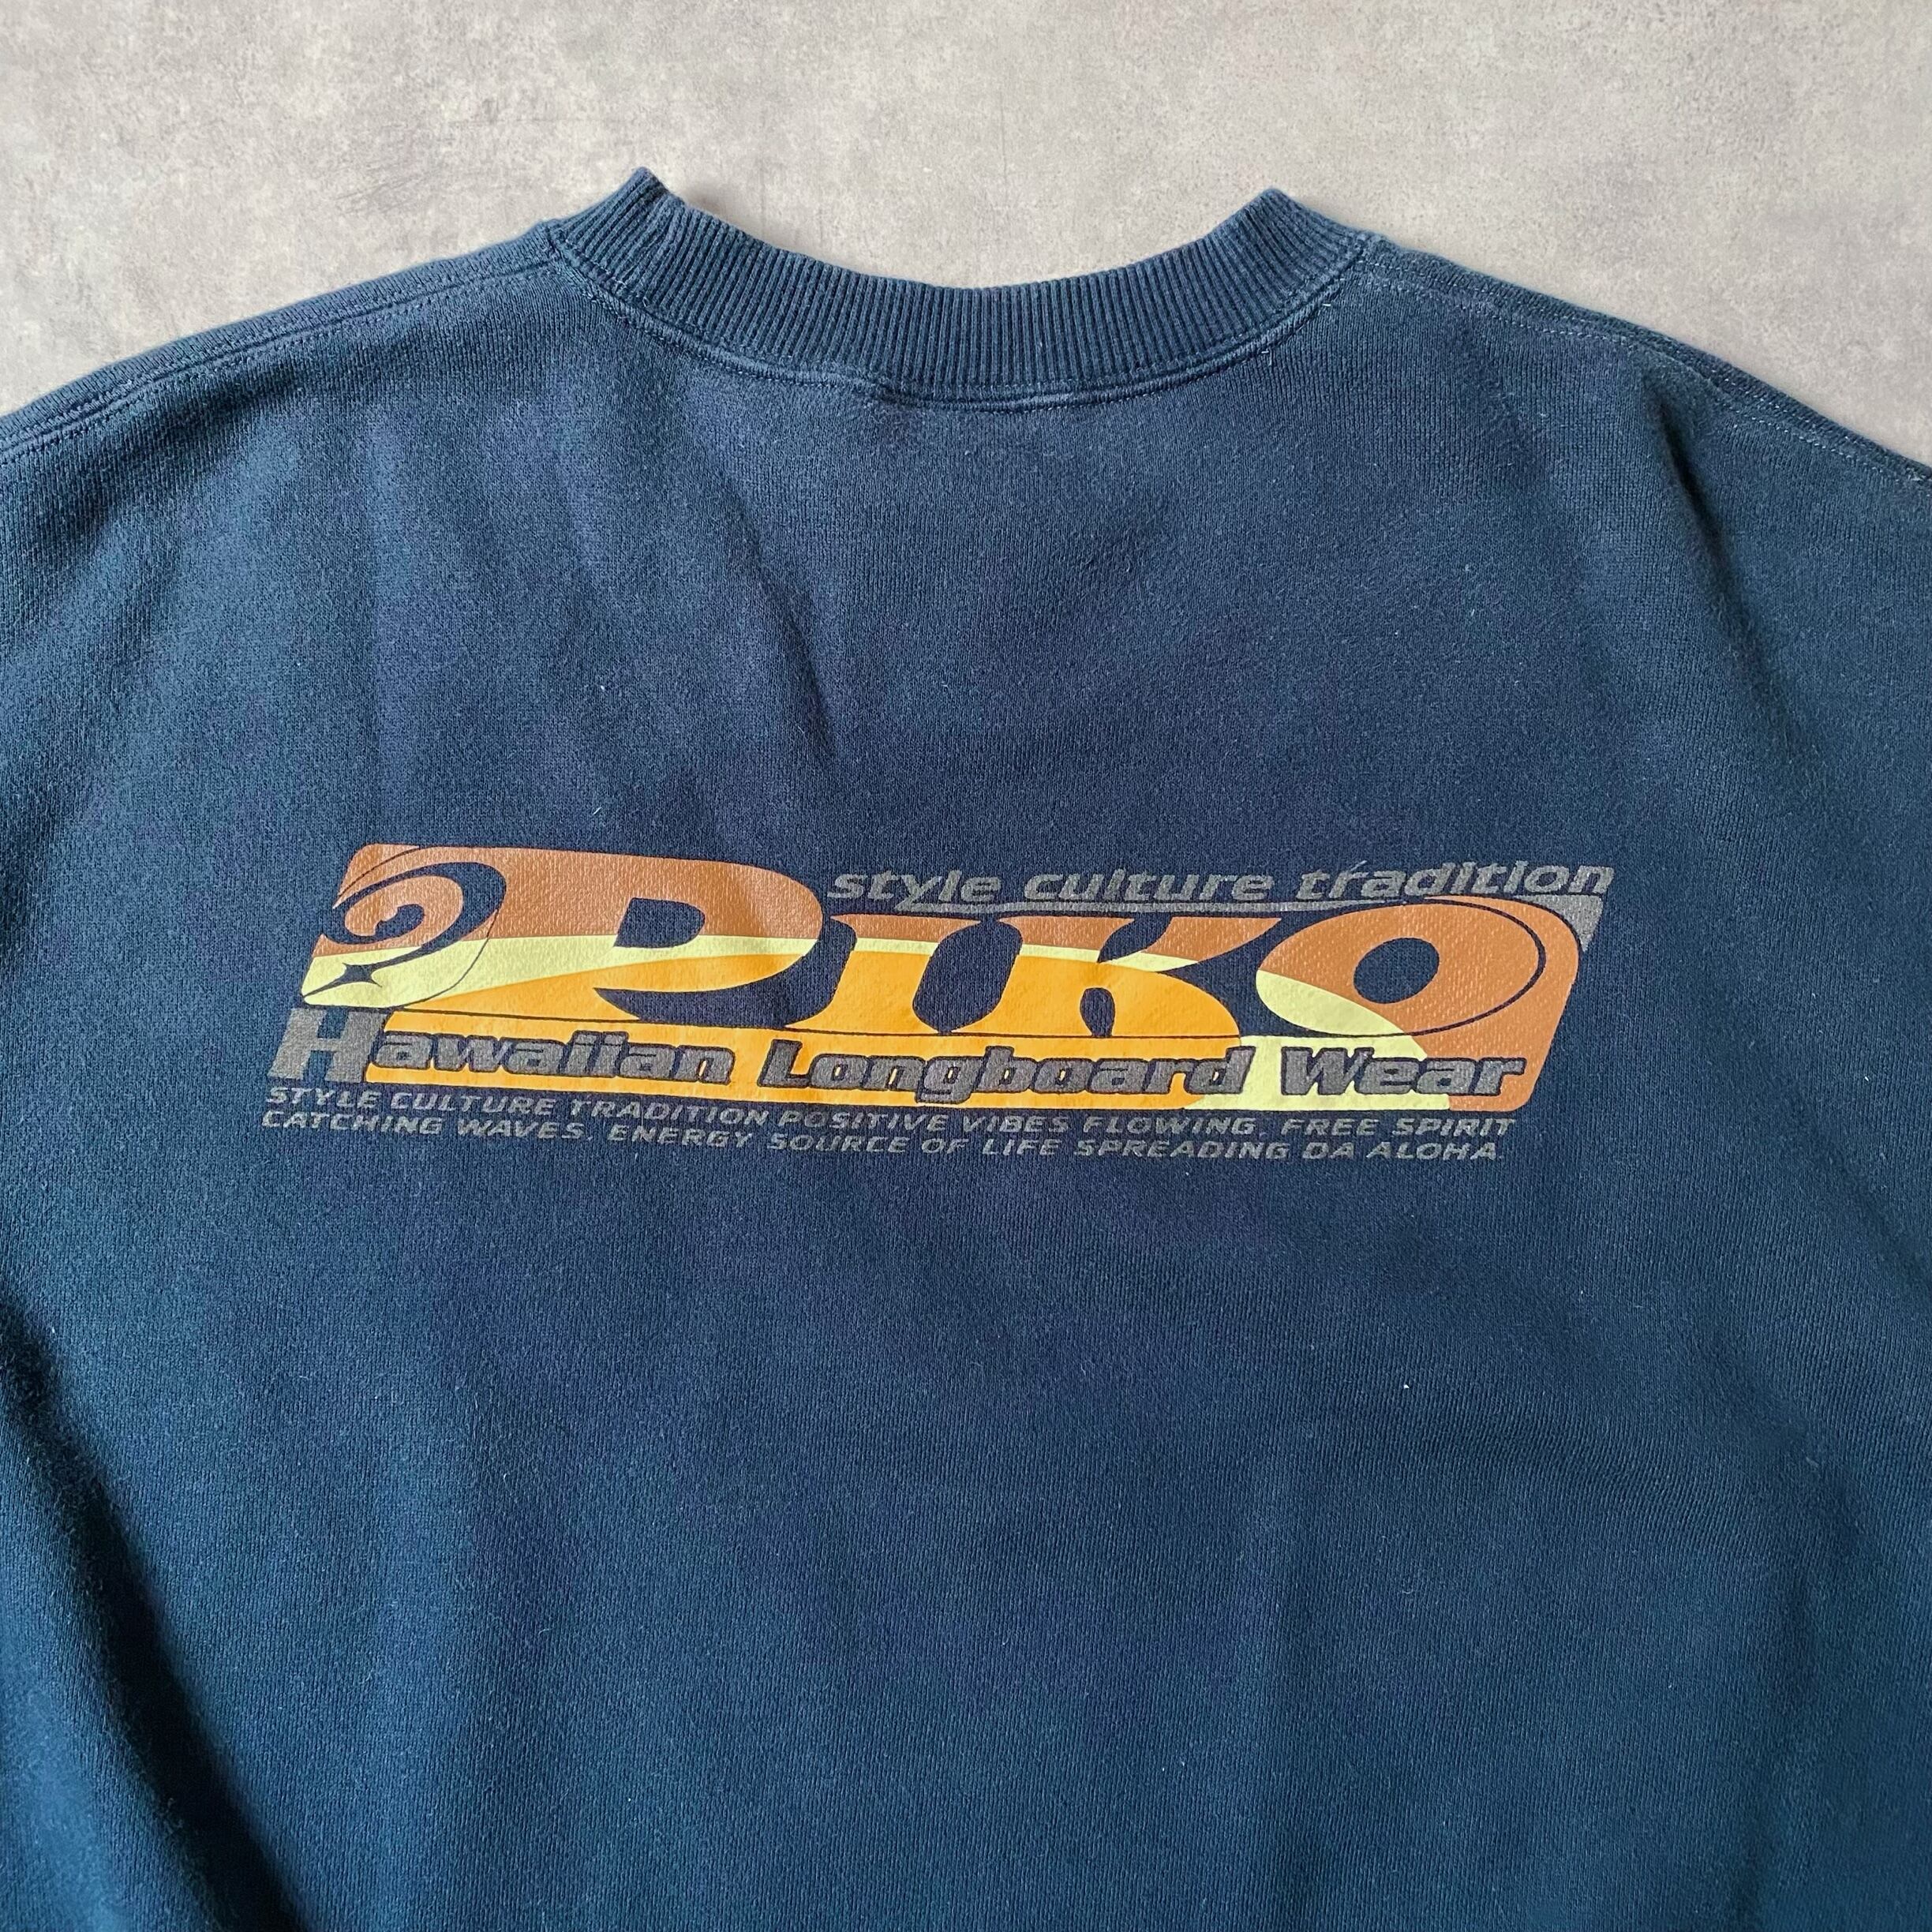 style culture tradition
PIKO
Hawaiian Longboard Wear
STYLE CULTURE TRADITION POSITIVE VIBES FLOWING. FREE SPIRIT
CATCHING WAVES. ENERGY SOURCE OF LIFE SPREADING DA ALOHA.